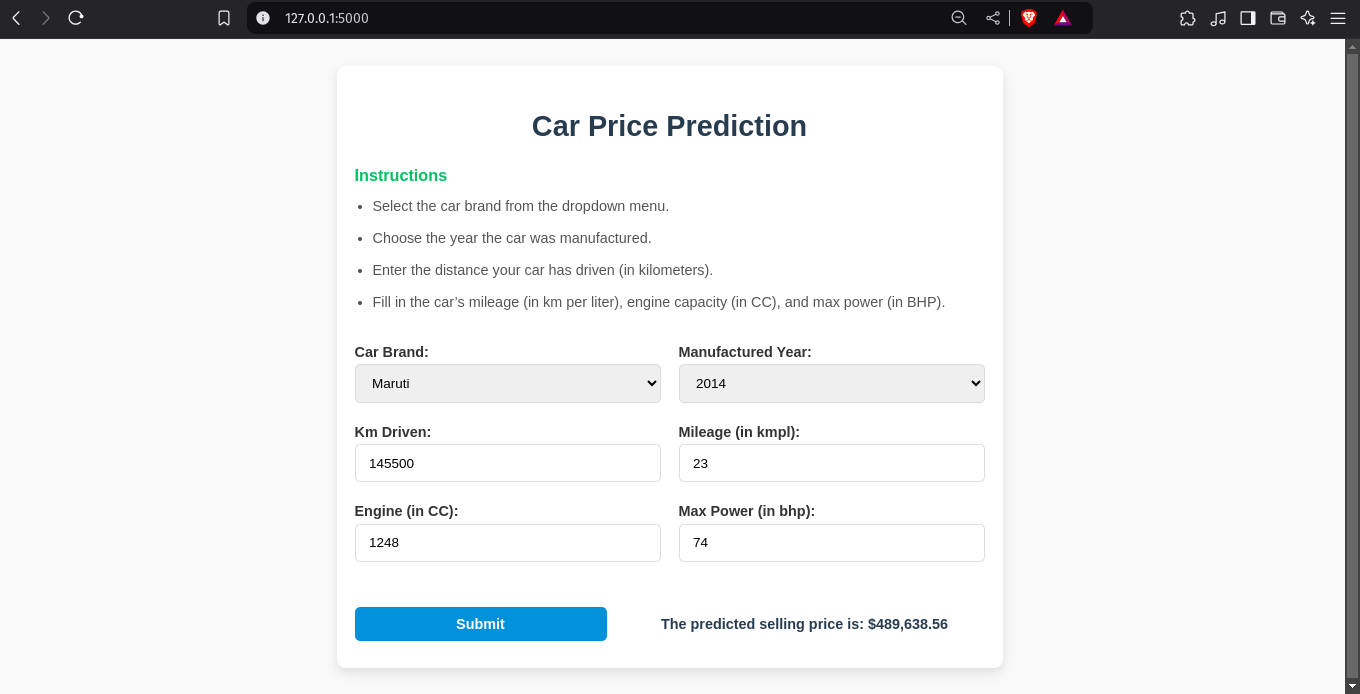 127.0.0.1:5000
Car Price Prediction
Instructions
• Select the car brand from the dropdown menu.
• Choose the year the car was manufactured.
• Enter the distance your car has driven (in kilometers).
• Fill in the car’s mileage (in km per liter), engine capacity (in CC), and max power (in BHP).
Car Brand: Manufactured Year:
Maruti 2014
Km Driven: Mileage (in kmpl):
145500 23
Engine (in CC): Max Power (in bhp):
1248 74
Submit The predicted selling price is: $489,638.56